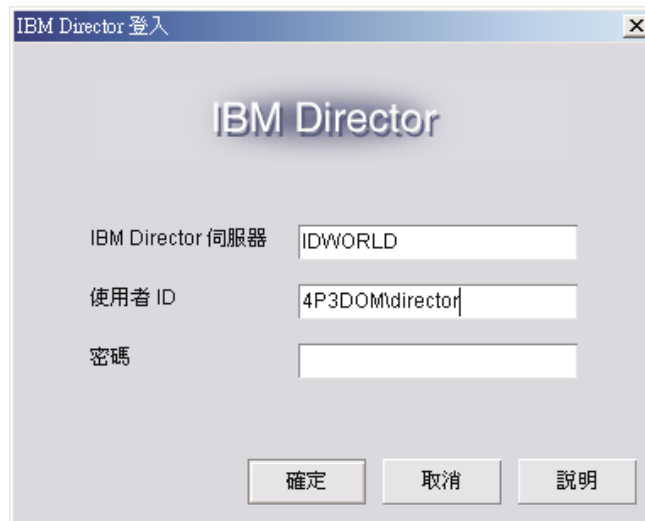 IBM Director 登入
IBM Director
IBM Director 伺服器 IDWORLD
使用者 ID 4P3DOM\director
密碼
確定 取消 說明